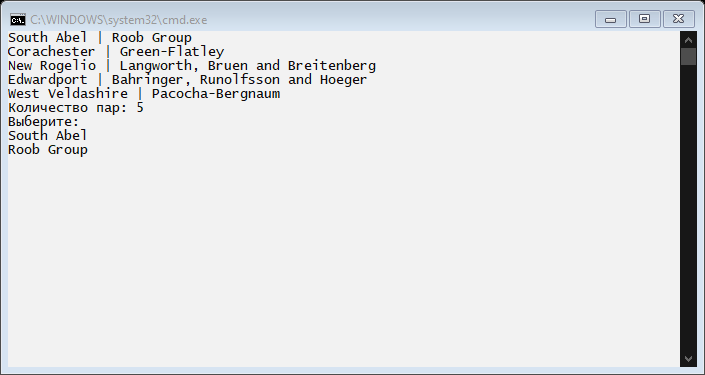 C:\WINDOWS\system32\cmd.exe
South Abel | Roob Group
Corachester | Green-Flatley
New Rogelio | Langworth, Bruen and Breitenberg
Edwardport | Bahringer, Runolfsson and Hoeger
West Veldashire | Pacocha-Bergnaum
Количество пар: 5
Выберите:
South Abel
Roob Group